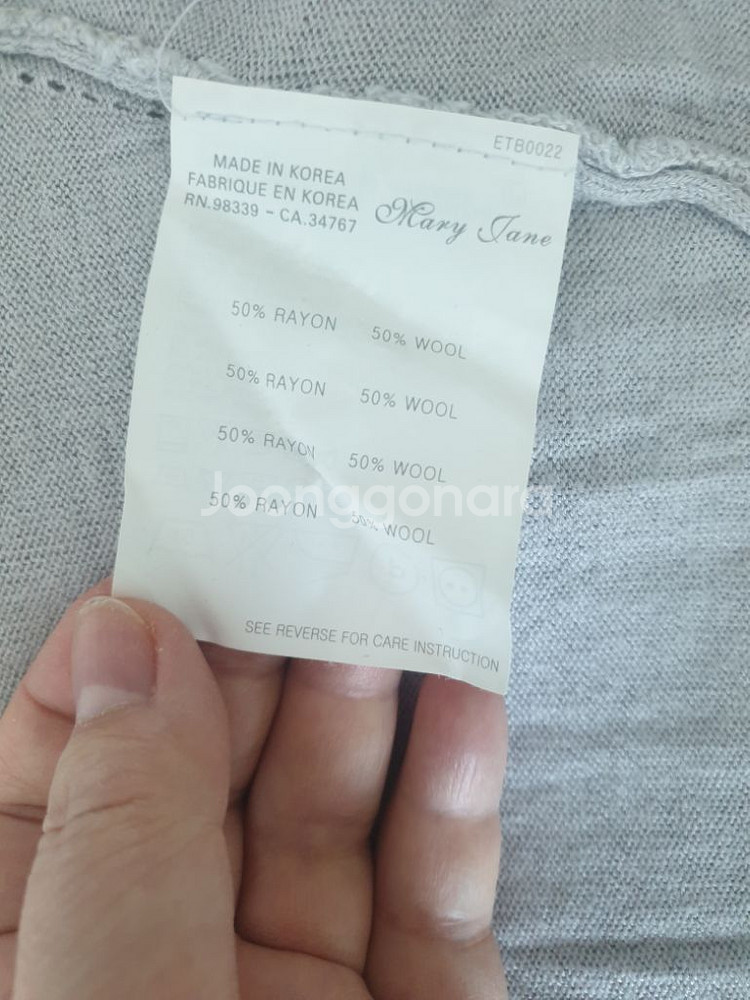 ETB0022
MADE IN KOREA
FABRIQUE EN KOREA
RN.98339 - CA.34767
Mary Jane
50% RAYON 50% WOOL
50% RAYON 50% WOOL
50% RAYON 50% WOOL
50% RAYON 50% WOOL
Joonggonara
SEE REVERSE FOR CARE INSTRUCTION